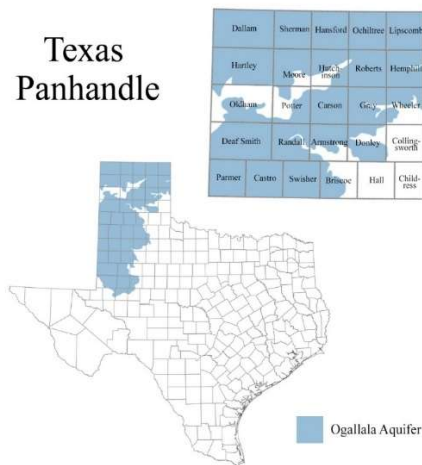 Texas
Panhandle
Dallam Sherman Hansford Ochiltree Lipscomb
Hartley Moore Hutch-
inson Roberts Hemphill
Oldham Potter Carson Gray Wheeler
Deaf Smith Randall Armstrong Donley Colling-
sworth
Parmer Castro Swisher Briscoe Hall Child-
ress
Ogallala Aquifer